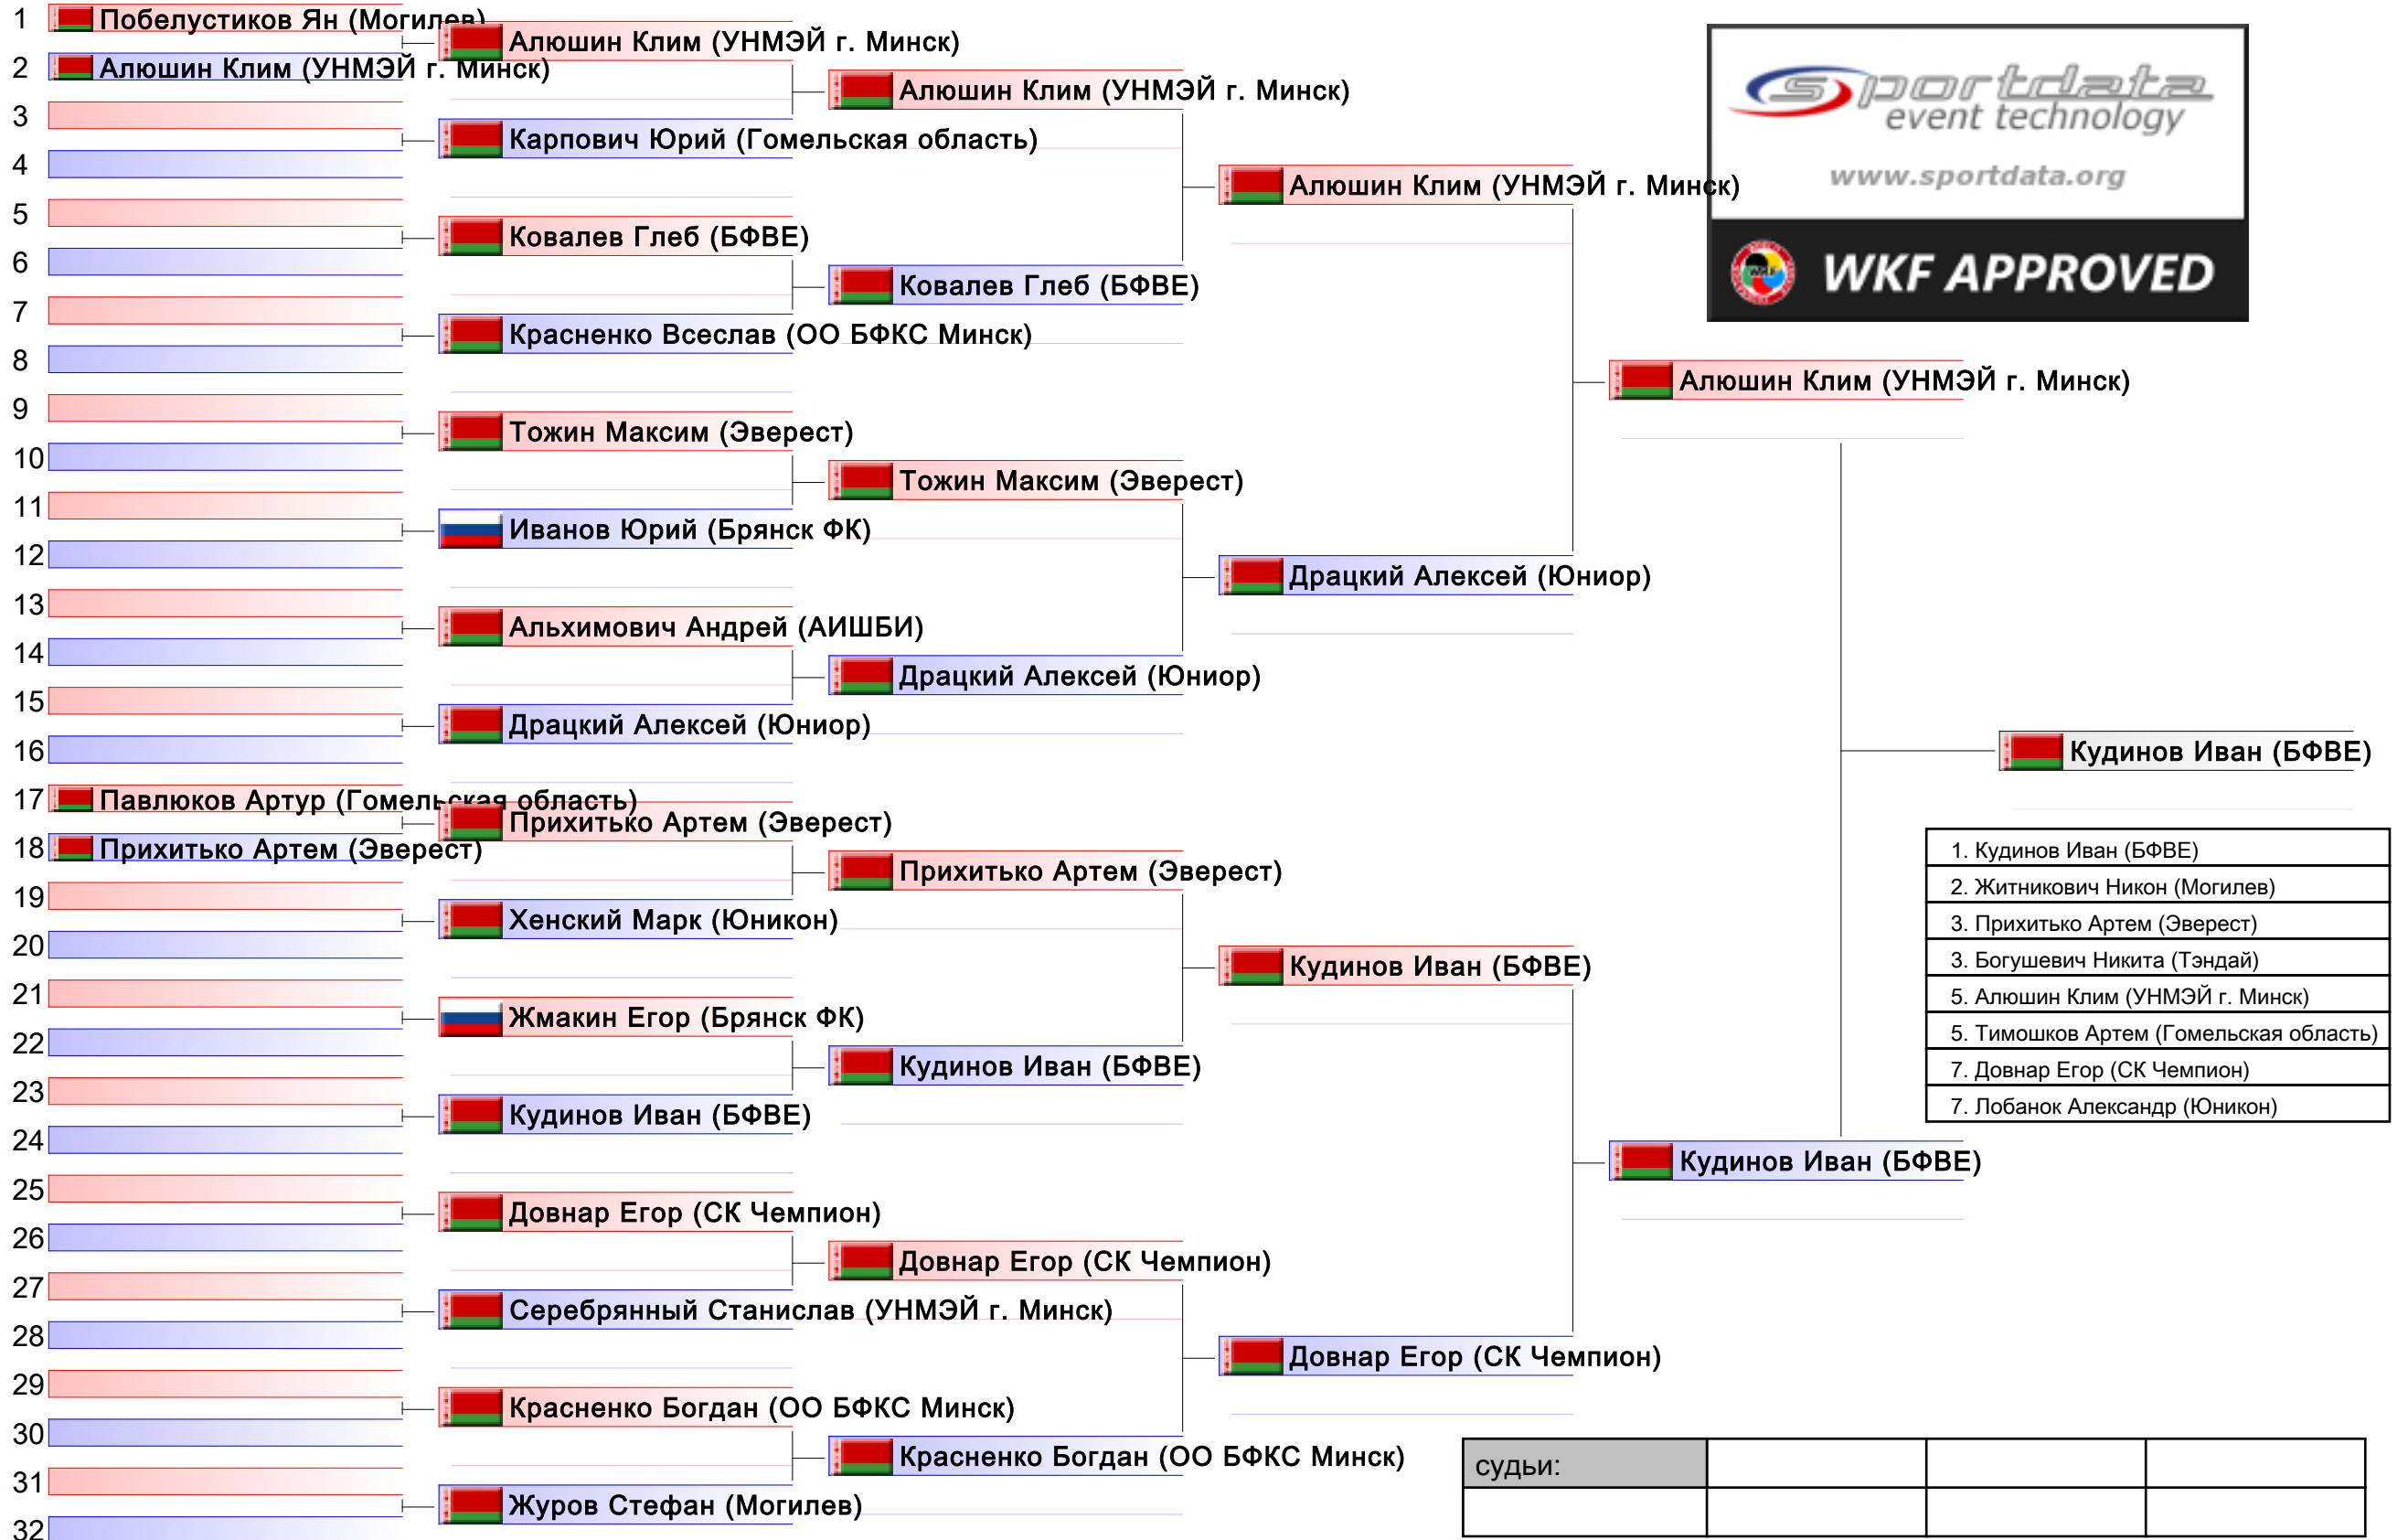 1 Побелустиков Ян (Могилев)
Алюшин Клим (УНМЭЙ г. Минск)
2 Алюшин Клим (УНМЭЙ г. Минск)
Алюшин Клим (УНМЭЙ г. Минск)
3
Карпович Юрий (Гомельская область)
4
Алюшин Клим (УНМЭЙ г. Минск)
5
Ковалев Глеб (БФВЕ)
6
Ковалев Глеб (БФВЕ)
7
Красненко Всеслав (ОО БФКС Минск)
8
Алюшин Клим (УНМЭЙ г. Минск)
9
Тожин Максим (Эверест)
10
Тожин Максим (Эверест)
11
Иванов Юрий (Брянск ФК)
12
Драцкий Алексей (Юниор)
13
Альхимович Андрей (АИШБИ)
14
Драцкий Алексей (Юниор)
15
Драцкий Алексей (Юниор)
16
Кудинов Иван (БФВЕ)
17 Павлюков Артур (Гомельская область)
Прихитько Артем (Эверест)
18 Прихитько Артем (Эверест)
Прихитько Артем (Эверест)
19
Хенский Марк (Юникон)
20
Кудинов Иван (БФВЕ)
21
Жмакин Егор (Брянск ФК)
22
Кудинов Иван (БФВЕ)
23
Кудинов Иван (БФВЕ)
24
Кудинов Иван (БФВЕ)
25
Довнар Егор (СК Чемпион)
26
Довнар Егор (СК Чемпион)
27
Серебрянный Станислав (УНМЭЙ г. Минск)
28
Довнар Егор (СК Чемпион)
29
Красненко Богдан (ОО БФКС Минск)
30
Красненко Богдан (ОО БФКС Минск)
31
Журов Стефан (Могилев)
32
sportdata
event technology
www.sportdata.org
WKF
WKF APPROVED
1. Кудинов Иван (БФВЕ)
2. Житникович Никон (Могилев)
3. Прихитько Артем (Эверест)
3. Богушевич Никита (Тэндай)
5. Алюшин Клим (УНМЭЙ г. Минск)
5. Тимошков Артем (Гомельская область)
7. Довнар Егор (СК Чемпион)
7. Лобанок Александр (Юникон)
судьи: